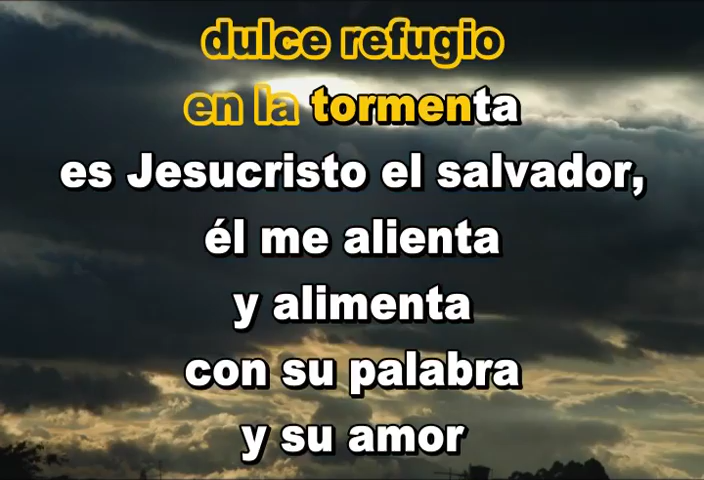 dulce refugio
en la tormenta
es Jesucristo el salvador,
él me alienta
y alimenta
con su palabra
y su amor